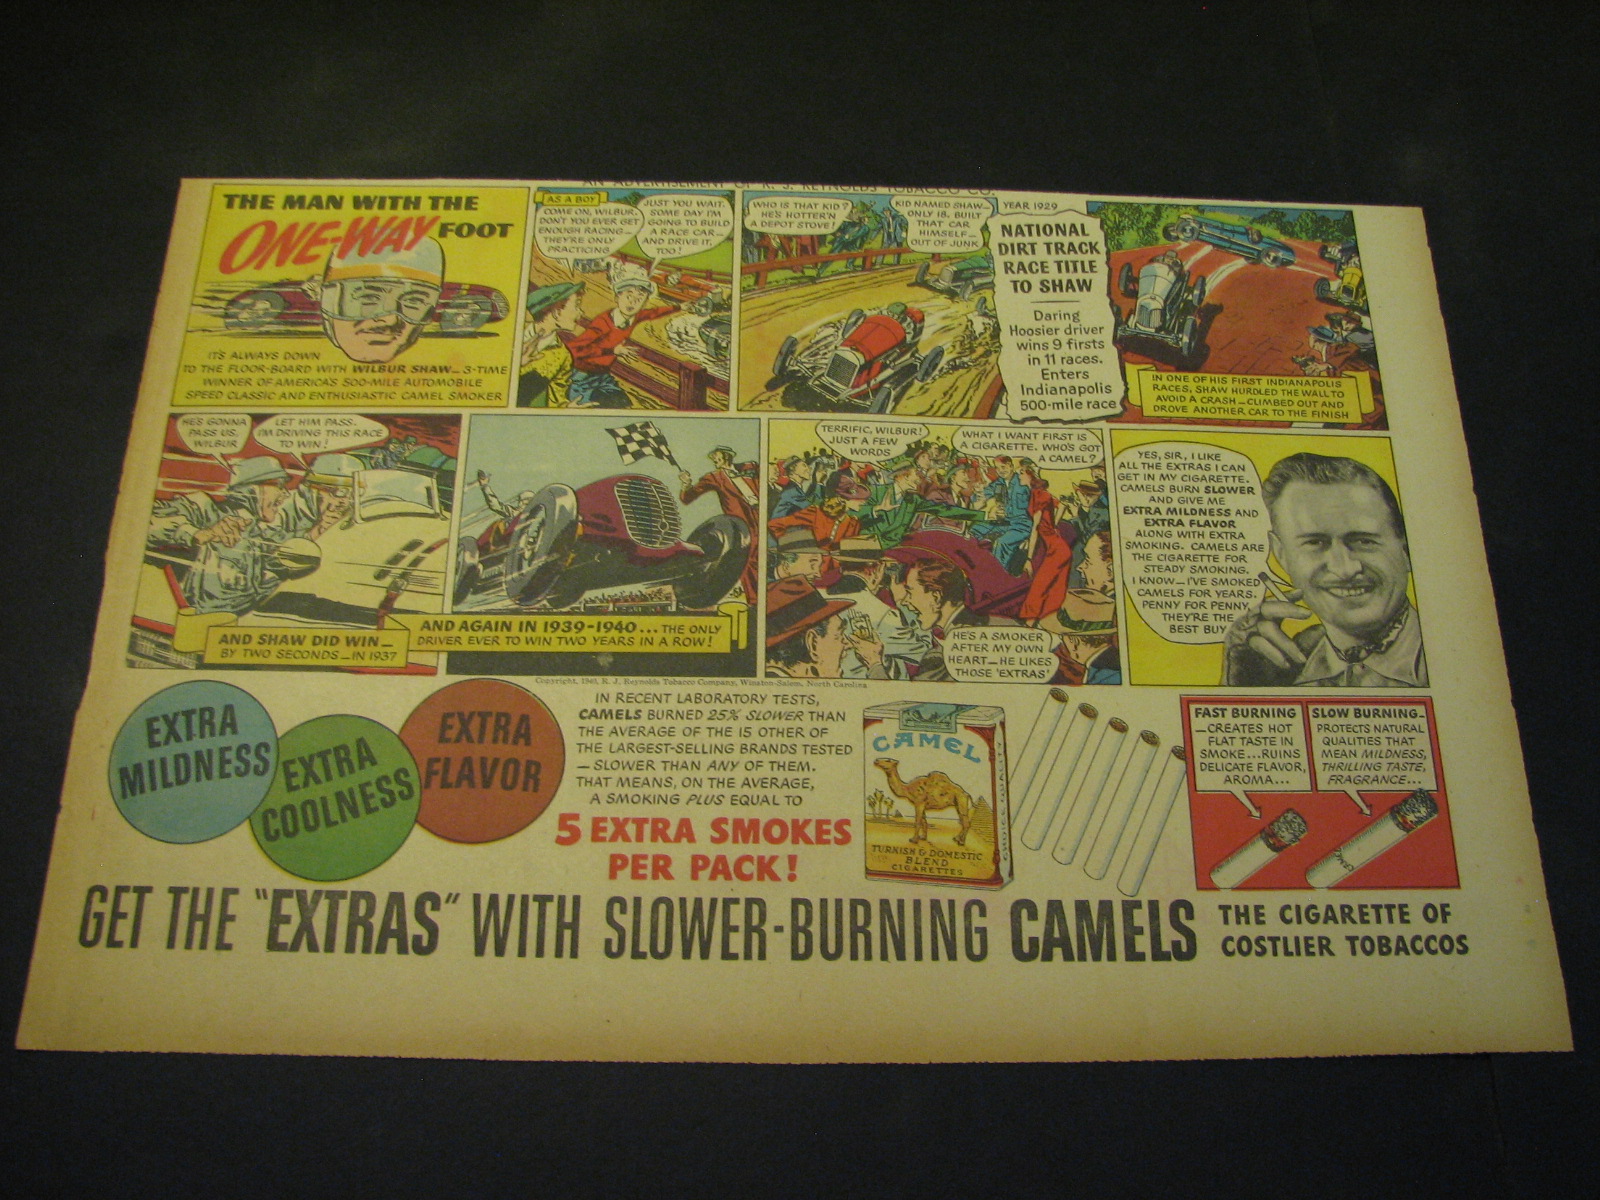 AN ADVERTISEMENT OF R. J. REYNOLDS TOBACCO CO.
THE MAN WITH THE
ONE-WAY FOOT
IT'S ALWAYS DOWN
TO THE FLOOR-BOARD WITH WILBUR SHAW — 3-TIME
WINNER OF AMERICA'S 500-MILE AUTOMOBILE
SPEED CLASSIC AND ENTHUSIASTIC CAMEL SMOKER
AS A BOY
COME ON, WILBUR.
DON'T YOU EVER GET
ENOUGH RACING —
THEY'RE ONLY
PRACTICING
JUST YOU WAIT.
SOME DAY I'M
GOING TO BUILD
A RACE CAR —
AND DRIVE IT,
TOO!
WHO IS THAT KID?
HE'S HOTTER'N
A DEPOT STOVE!
KID NAMED SHAW —
ONLY 18. BUILT
THAT CAR
HIMSELF —
OUT OF JUNK
YEAR 1929
NATIONAL
DIRT TRACK
RACE TITLE
TO SHAW
Daring
Hoosier driver
wins 9 firsts
in 11 races.
Enters
Indianapolis
500-mile race
IN ONE OF HIS FIRST INDIANAPOLIS
RACES, SHAW HURDLED THE WALL TO
AVOID A CRASH — CLIMBED OUT AND
DROVE ANOTHER CAR TO THE FINISH
HE'S GONNA
PASS US,
WILBUR
LET HIM PASS.
I'M DRIVING THIS RACE
TO WIN!
AND SHAW DID WIN —
BY TWO SECONDS — IN 1937
AND AGAIN IN 1939-1940... THE ONLY
DRIVER EVER TO WIN TWO YEARS IN A ROW!
TERRIFIC, WILBUR!
JUST A FEW
WORDS
WHAT I WANT FIRST IS
A CIGARETTE. WHO'S GOT
A CAMEL?
HE'S A SMOKER
AFTER MY OWN
HEART — HE LIKES
THOSE 'EXTRAS'
YES, SIR, I LIKE
ALL THE EXTRAS I CAN
GET IN MY CIGARETTE.
CAMELS BURN SLOWER
AND GIVE ME
EXTRA MILDNESS AND
EXTRA FLAVOR
ALONG WITH EXTRA
SMOKING. CAMELS ARE
THE CIGARETTE FOR
STEADY SMOKING.
I KNOW — I'VE SMOKED
CAMELS FOR YEARS.
PENNY FOR PENNY,
THEY'RE THE
BEST BUY
Copyright, 1940, R. J. Reynolds Tobacco Company, Winston-Salem, North Carolina
EXTRA
MILDNESS
EXTRA
COOLNESS
EXTRA
FLAVOR
IN RECENT LABORATORY TESTS,
CAMELS BURNED 25% SLOWER THAN
THE AVERAGE OF THE 15 OTHER OF
THE LARGEST-SELLING BRANDS TESTED
— SLOWER THAN ANY OF THEM.
THAT MEANS, ON THE AVERAGE,
A SMOKING PLUS EQUAL TO
5 EXTRA SMOKES
PER PACK!
CAMEL
TURKISH & DOMESTIC
BLEND
CIGARETTES
CHOICE QUALITY
FAST BURNING
— CREATES HOT
FLAT TASTE IN
SMOKE... RUINS
DELICATE FLAVOR,
AROMA...
SLOW BURNING —
PROTECTS NATURAL
QUALITIES THAT
MEAN MILDNESS,
THRILLING TASTE,
FRAGRANCE...
CAMEL
GET THE "EXTRAS" WITH SLOWER-BURNING CAMELS
THE CIGARETTE OF
COSTLIER TOBACCOS